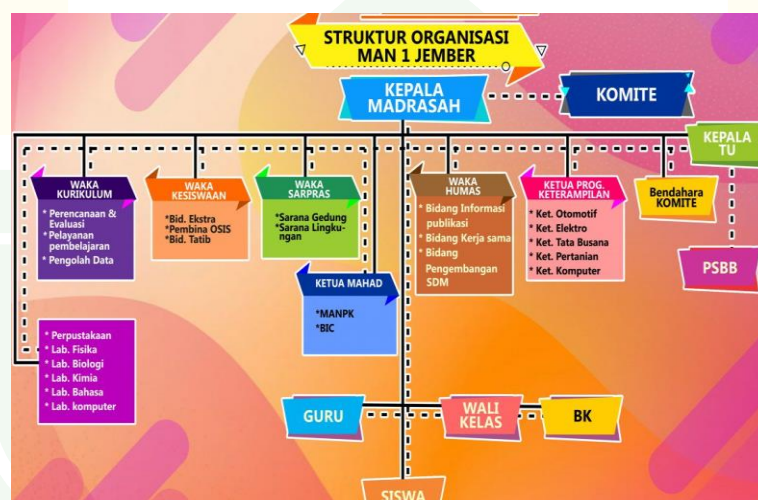 STRUKTUR ORGANISASI
MAN 1 JEMBER
KEPALA
MADRASAH
KOMITE
KEPALA
TU
WAKA
KURIKULUM
* Perencanaan &
Evaluasi
* Pelayanan
pembelajaran
* Pengolah Data
WAKA
KESISWAAN
*Bid. Ekstra
*Pembina OSIS
*Bid. Tatib
WAKA
SARPRAS
*Sarana Gedung
*Sarana Lingku-
ngan
WAKA
HUMAS
* Bidang Informasi
publikasi
* Bidang Kerja sama
* Bidang
Pengembangan
SDM
KETUA PROG.
KETERAMPILAN
* Ket. Otomotif
* Ket. Elektro
* Ket. Tata Busana
* Ket. Pertanian
* Ket. Komputer
Bendahara
KOMITE
PSBB
KETUA MAHAD
*MANPK
*BIC
* Perpustakaan
* Lab. Fisika
* Lab. Biologi
* Lab. Kimia
* Lab. Bahasa
* Lab. komputer
GURU
WALI
KELAS
BK
SISWA